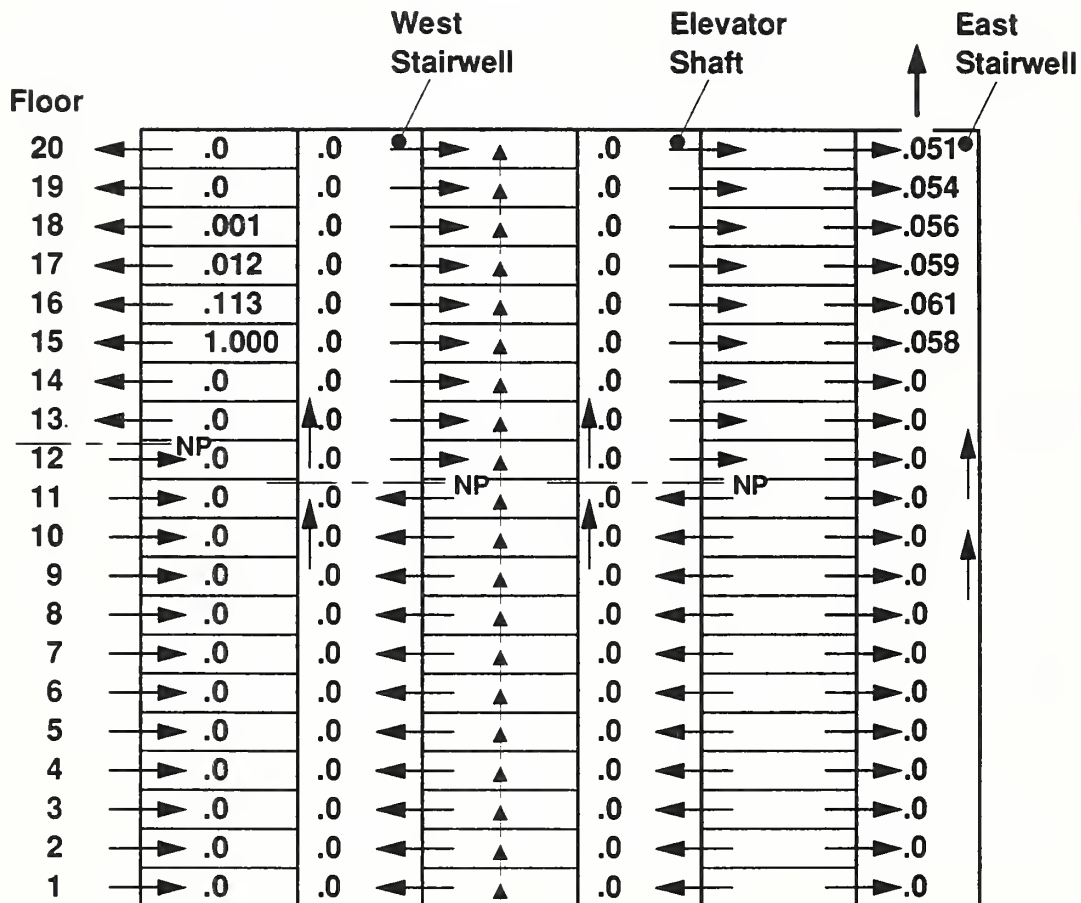 West Stairwell
Elevator Shaft
East Stairwell
Floor
20 .0 .0 .0 .051
19 .0 .0 .0 .054
18 .001 .0 .0 .056
17 .012 .0 .0 .059
16 .113 .0 .0 .061
15 1.000 .0 .0 .058
14 .0 .0 .0 .0
13. .0 .0 .0 .0
NP
12 .0 .0 .0 .0
NP NP
11 .0 .0 .0 .0
10 .0 .0 .0 .0
9 .0 .0 .0 .0
8 .0 .0 .0 .0
7 .0 .0 .0 .0
6 .0 .0 .0 .0
5 .0 .0 .0 .0
4 .0 .0 .0 .0
3 .0 .0 .0 .0
2 .0 .0 .0 .0
1 .0 .0 .0 .0